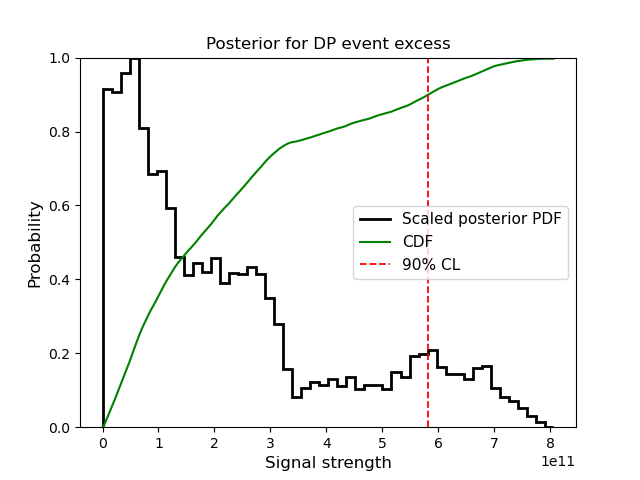 Posterior for DP event excess
1.0
0.8
0.6
0.4
0.2
0.0
Probability
Scaled posterior PDF
CDF
90% CL
0 1 2 3 4 5 6 7 8
1e11
Signal strength